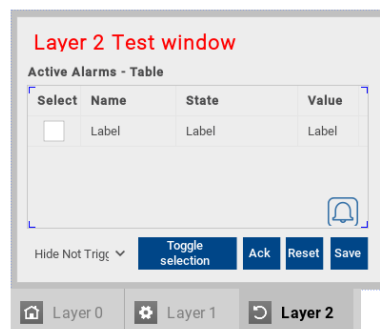 Layer 2 Test window
Active Alarms - Table
Select Name State Value
Label Label Label
Hide Not Trigg Toggle selection Ack Reset Save
Layer 0 Layer 1 Layer 2